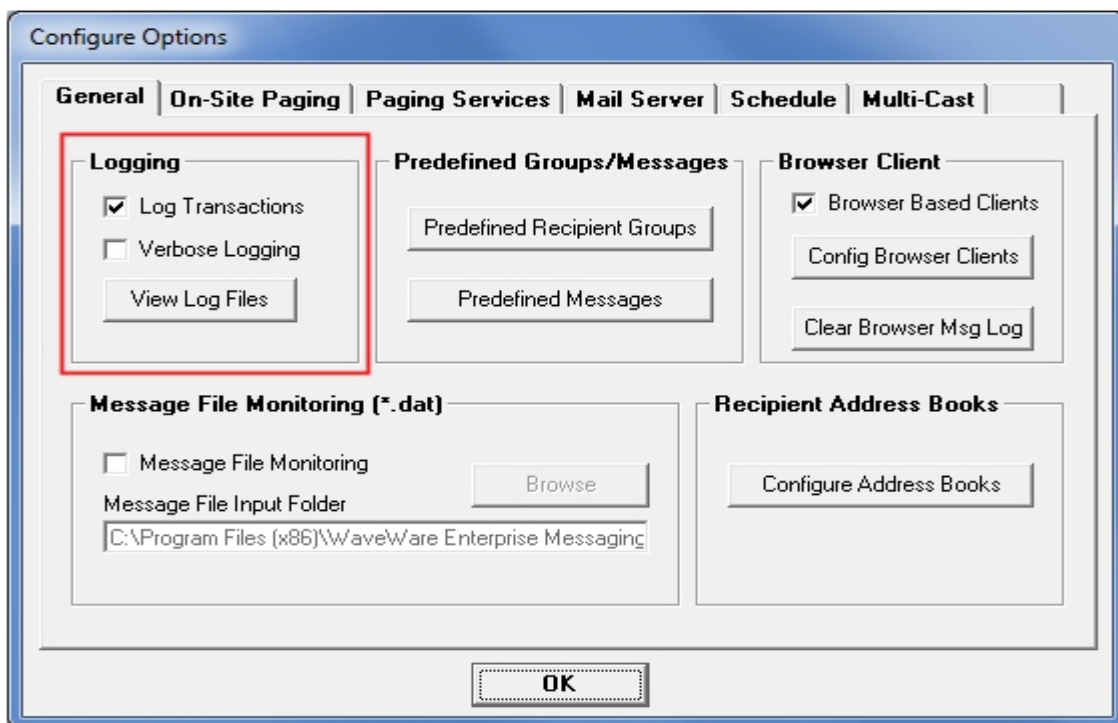 Configure Options
General On-Site Paging Paging Services Mail Server Schedule Multi-Cast
Logging
Log Transactions
Verbose Logging
View Log Files
Predefined Groups/Messages
Predefined Recipient Groups
Predefined Messages
Browser Client
Browser Based Clients
Config Browser Clients
Clear Browser Msg Log
Message File Monitoring (*.dat)
Message File Monitoring
Browse
Message File Input Folder
C:\Program Files (x86)\WaveWare Enterprise Messaging
Recipient Address Books
Configure Address Books
OK